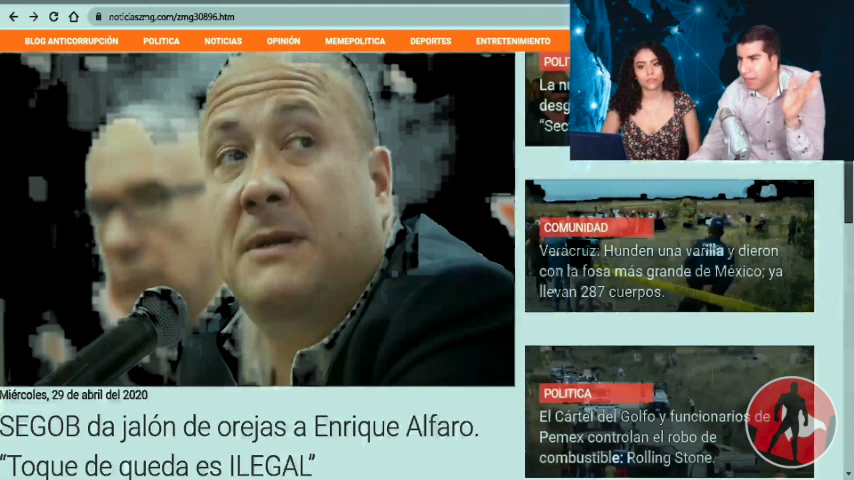 noticiaszmg.com/zmg30896.htm
BLOG ANTICORRUPCIÓN POLITICA NOTICIAS OPINIÓN MEMEPOLITICA DEPORTES ENTRETENIMIENTO
Miércoles, 29 de abril del 2020
SEGOB da jalón de orejas a Enrique Alfaro.
“Toque de queda es ILEGAL”
La
“Sec
COMUNIDAD
Veracruz: Hunden una varilla y dieron
con la fosa más grande de México; ya
llevan 287 cuerpos.
POLITICA
El Cártel del Golfo y funcionarios de
Pemex controlan el robo de
combustible: Rolling Stone.